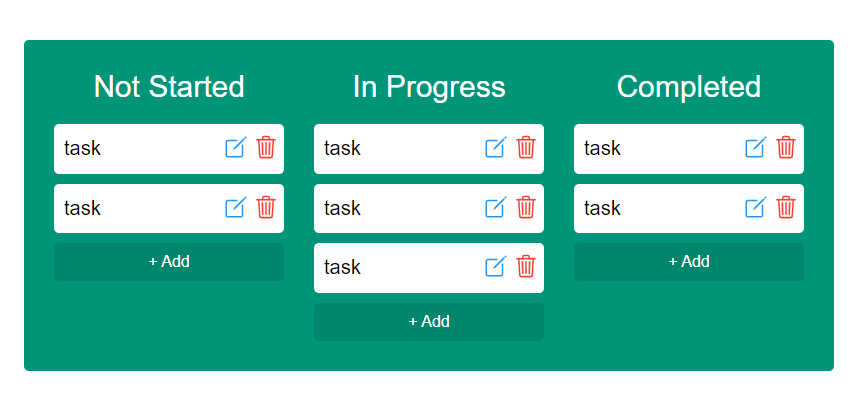 Not Started
task
task
+ Add
In Progress
task
task
task
+ Add
Completed
task
task
+ Add